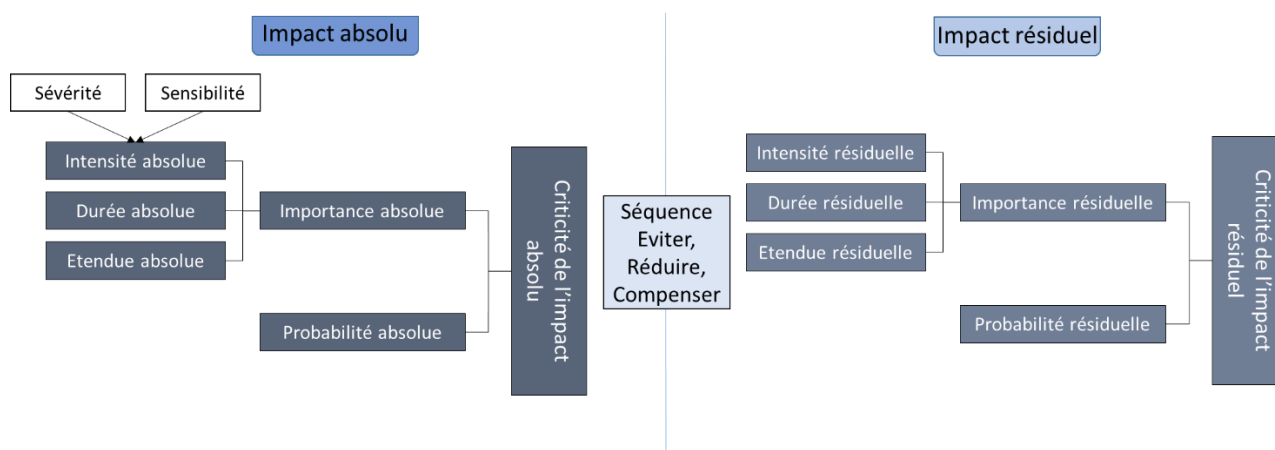 Impact absolu
Impact résiduel
Sévérité
Sensibilité
Intensité absolue
Durée absolue
Etendue absolue
Importance absolue
Probabilité absolue
Criticité de l'impact
absolu
Séquence
Eviter,
Réduire,
Compenser
Intensité résiduelle
Durée résiduelle
Etendue résiduelle
Importance résiduelle
Probabilité résiduelle
Criticité de l'impact
résiduel